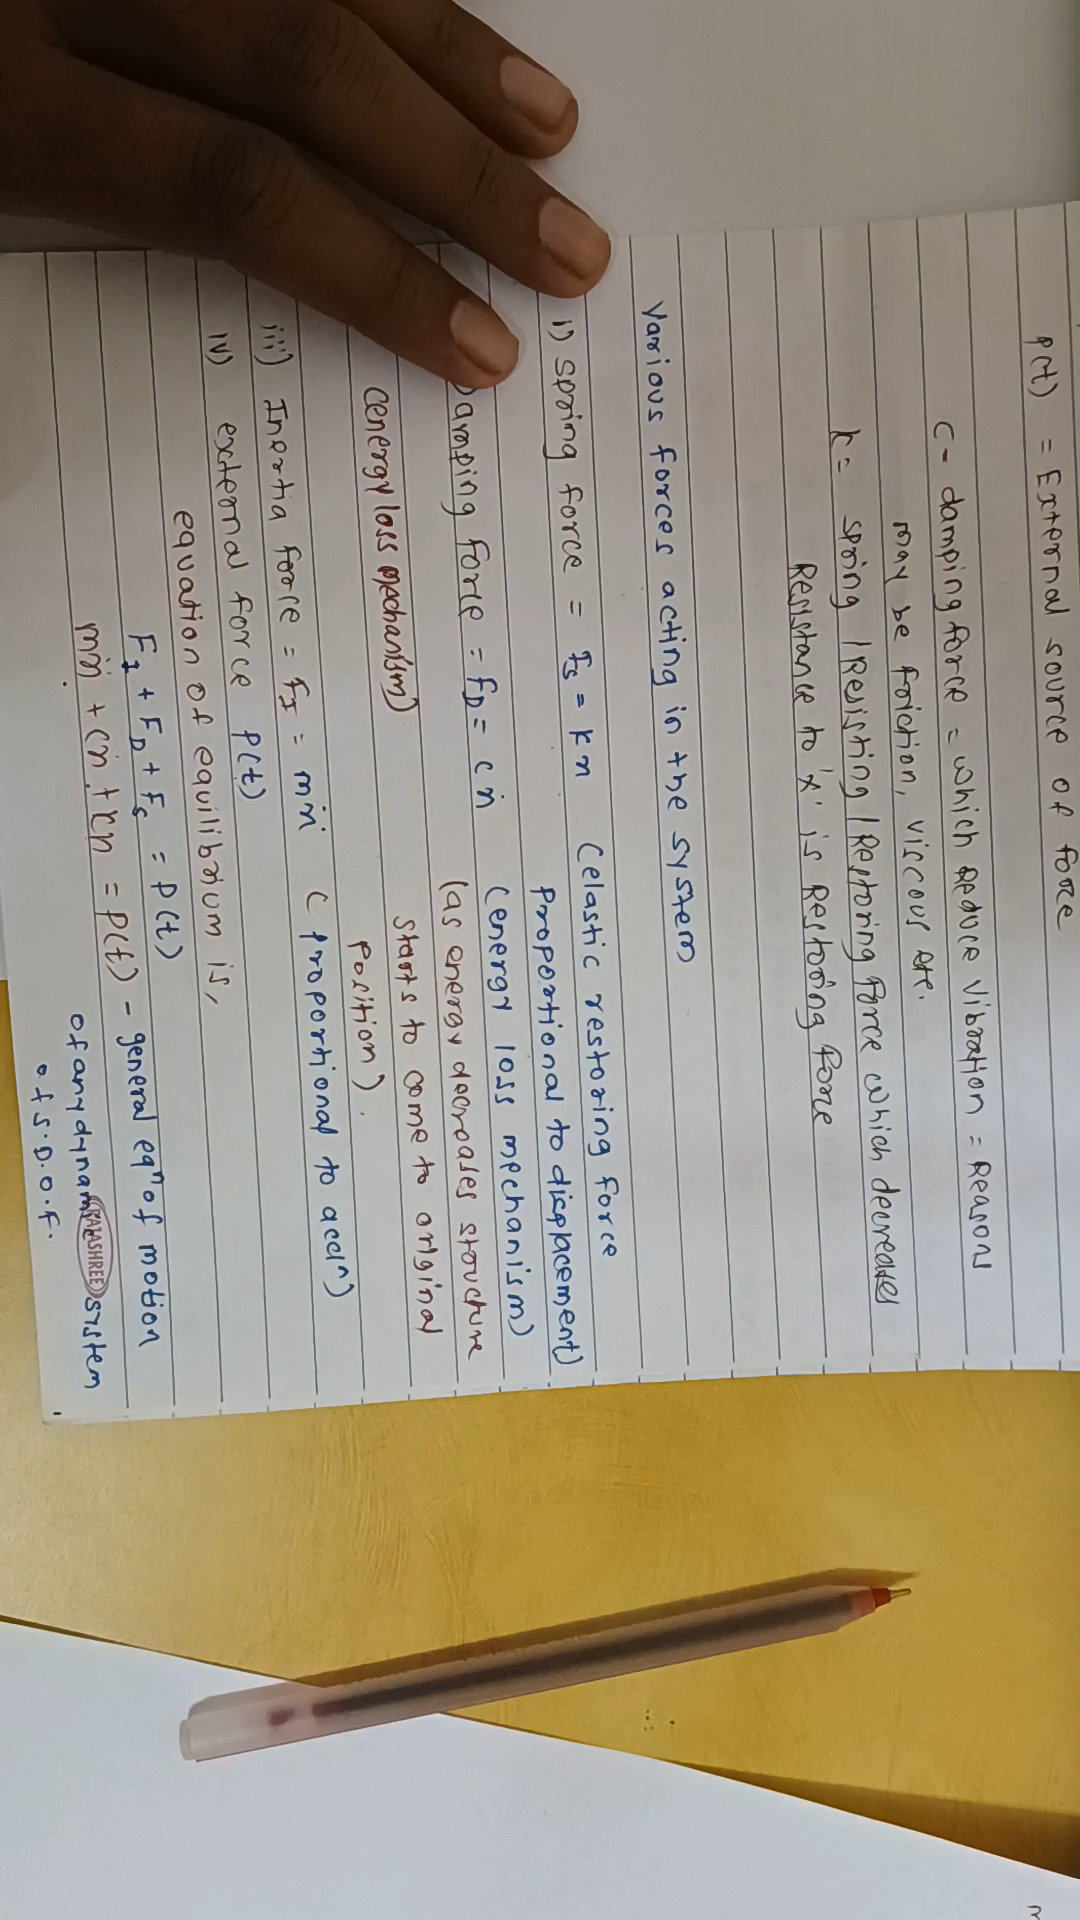 P(t) = External source of force
C - damping force = which Reduce Vibration = Reasons
may be friction, viscous etc.
k = spring / Resisting / Restoring force which decreases
Resistance to 'x' is Restoring force
Various forces acting in the system
i) spring force = Fs = kx (elastic restoring force
proportional to displacement)
Damping force = fD = cẋ (energy loss mechanism)
(as energy decreases structure
(energy loss mechanism) starts to come to original
position).
iii) Inertia force = fI = mẍ (proportional to accn)
iv) external force P(t)
equation of equilibrium is,
FI + FD + Fs = P(t)
mẍ + cẋ + kx = P(t) - general eqn of motion
of any dynamic system
of S.D.O.F.
RAJASHREE